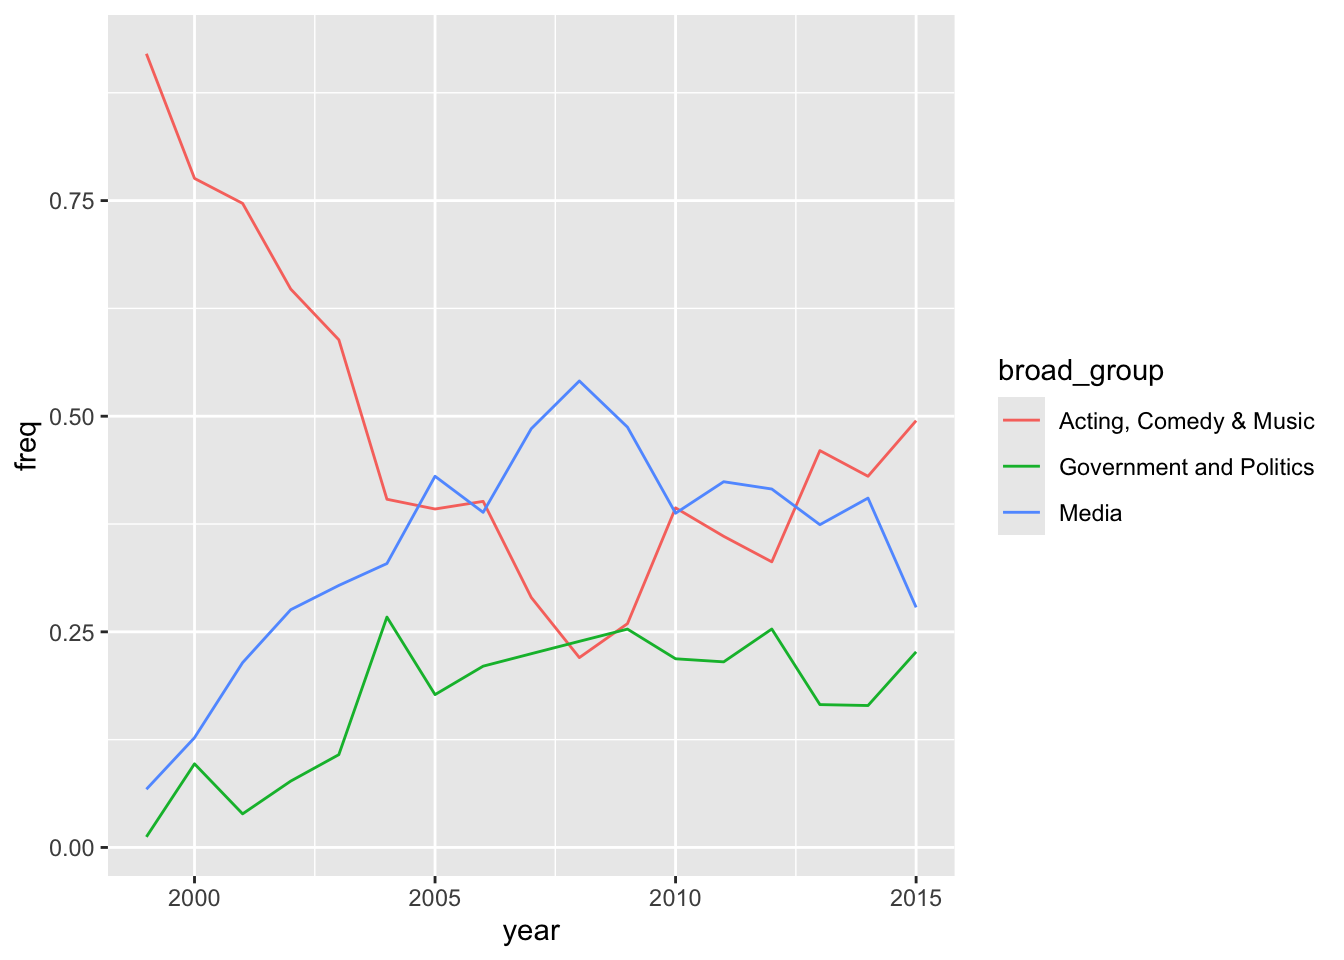 0.75
0.50
0.25
0.00
freq
2000 2005 2010 2015
year
broad_group
Acting, Comedy & Music
Government and Politics
Media